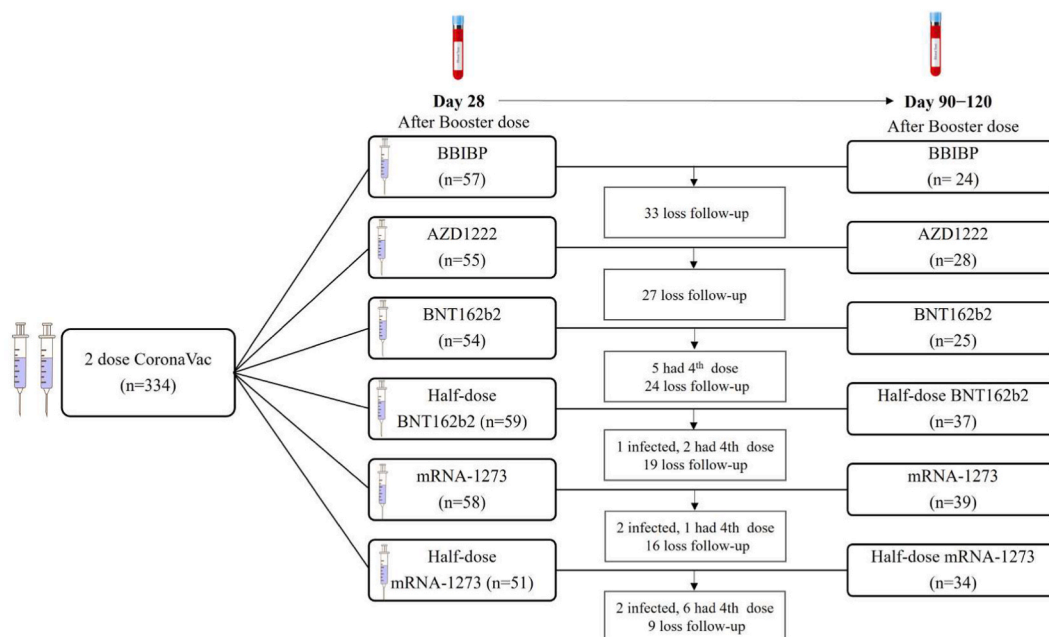 Day 28
After Booster dose
Day 90−120
After Booster dose
2 dose CoronaVac
(n=334)
BBIBP
(n=57)
33 loss follow-up
BBIBP
(n= 24)
AZD1222
(n=55)
27 loss follow-up
AZD1222
(n=28)
BNT162b2
(n=54)
5 had 4th dose
24 loss follow-up
BNT162b2
(n=25)
Half-dose
BNT162b2 (n=59)
1 infected, 2 had 4th dose
19 loss follow-up
Half-dose BNT162b2
(n=37)
mRNA-1273
(n=58)
2 infected, 1 had 4th dose
16 loss follow-up
mRNA-1273
(n=39)
Half-dose
mRNA-1273 (n=51)
2 infected, 6 had 4th dose
9 loss follow-up
Half-dose mRNA-1273
(n=34)